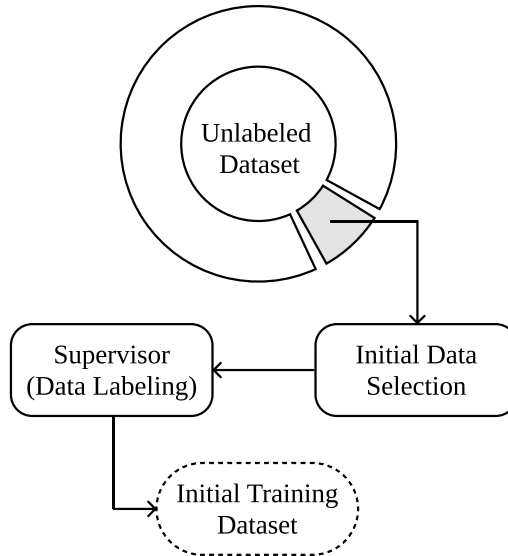 Unlabeled
Dataset
Initial Data
Selection
Supervisor
(Data Labeling)
Initial Training
Dataset